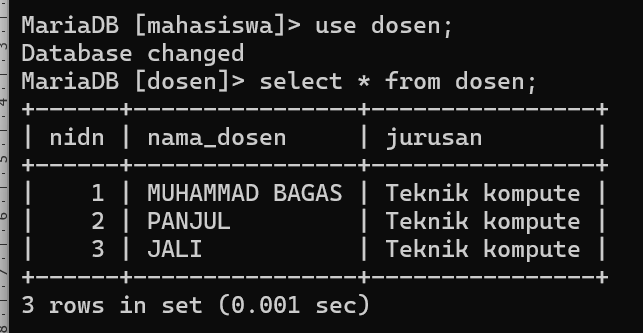 MariaDB [mahasiswa]> use dosen;
Database changed
MariaDB [dosen]> select * from dosen;
+------+----------------+----------------+
| nidn | nama_dosen     | jurusan        |
+------+----------------+----------------+
|    1 | MUHAMMAD BAGAS | Teknik kompute |
|    2 | PANJUL         | Teknik kompute |
|    3 | JALI           | Teknik kompute |
+------+----------------+----------------+
3 rows in set (0.001 sec)